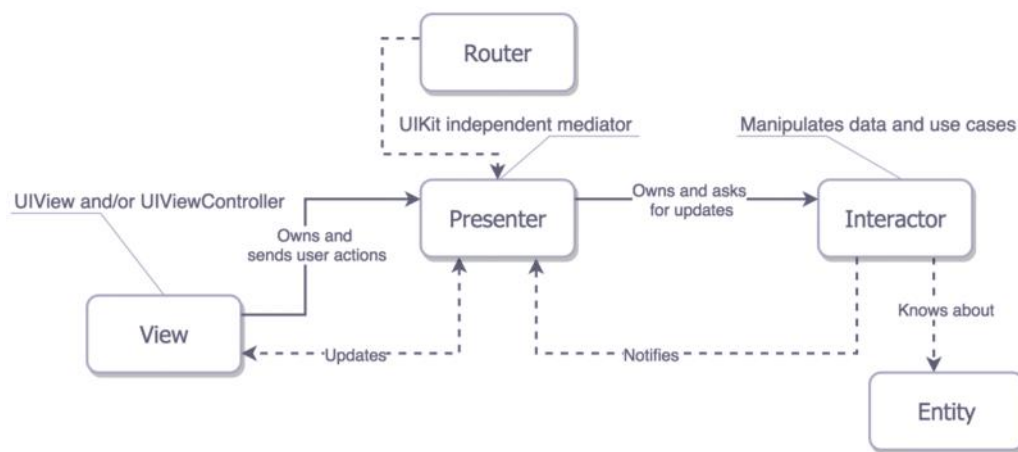 Router
UIKit independent mediator
Manipulates data and use cases
UIView and/or UIViewController
Owns and
sends user actions
Presenter
Owns and asks
for updates
Interactor
View
Updates
Notifies
Knows about
Entity